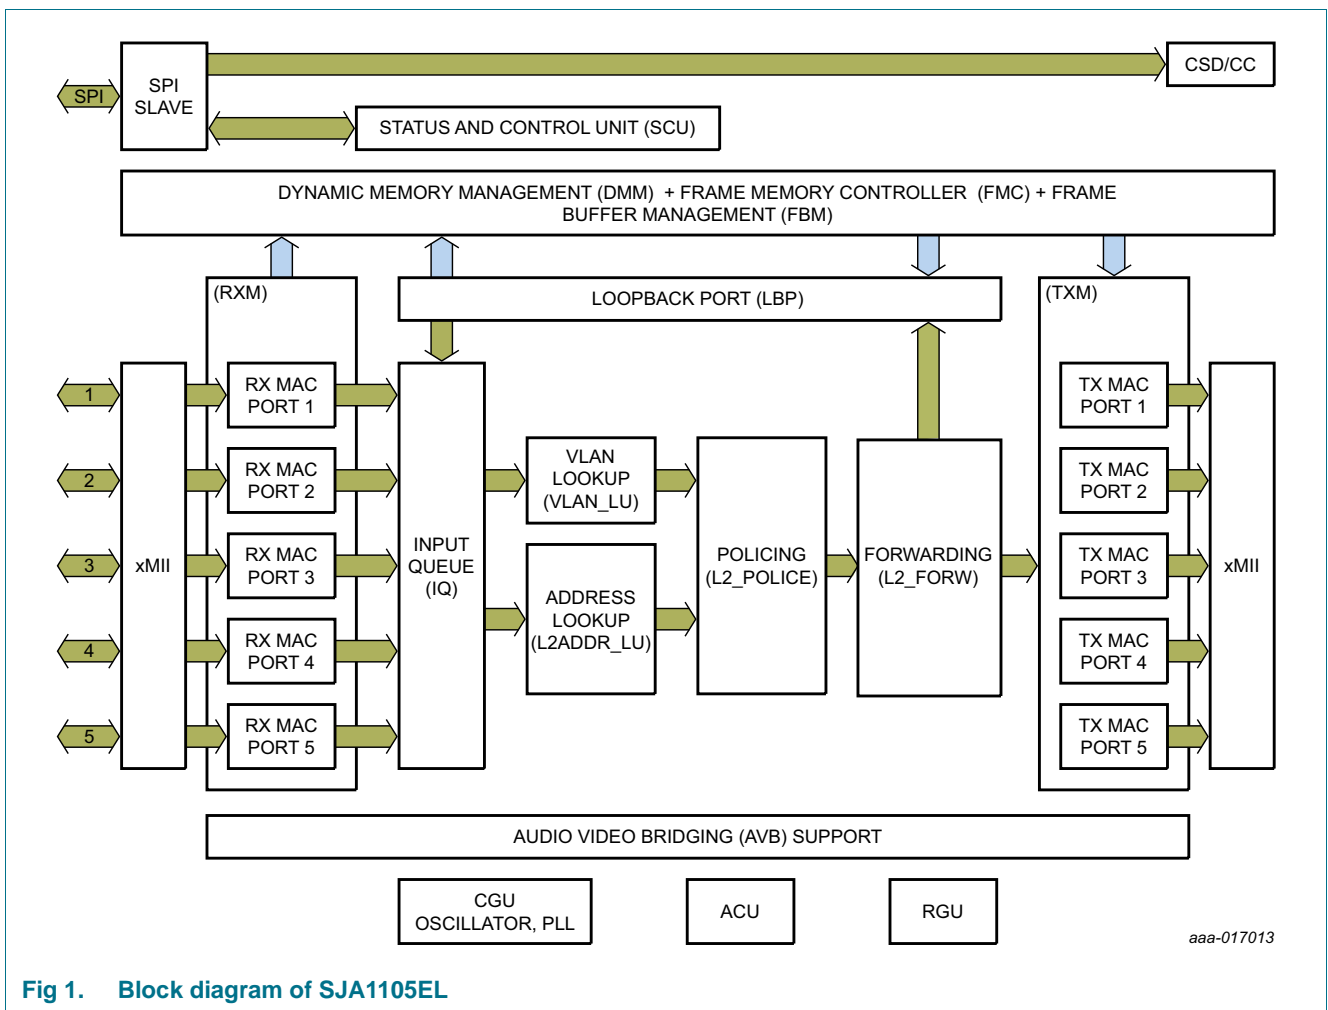 SPI
SPI
SLAVE
CSD/CC
STATUS AND CONTROL UNIT (SCU)
DYNAMIC MEMORY MANAGEMENT (DMM) + FRAME MEMORY CONTROLLER (FMC) + FRAME
BUFFER MANAGEMENT (FBM)
(RXM)
LOOPBACK PORT (LBP)
(TXM)
1
2
3
4
5
xMII
RX MAC
PORT 1
RX MAC
PORT 2
RX MAC
PORT 3
RX MAC
PORT 4
RX MAC
PORT 5
INPUT
QUEUE
(IQ)
VLAN
LOOKUP
(VLAN_LU)
ADDRESS
LOOKUP
(L2ADDR_LU)
POLICING
(L2_POLICE)
FORWARDING
(L2_FORW)
TX MAC
PORT 1
TX MAC
PORT 2
TX MAC
PORT 3
TX MAC
PORT 4
TX MAC
PORT 5
xMII
AUDIO VIDEO BRIDGING (AVB) SUPPORT
CGU
OSCILLATOR, PLL
ACU
RGU
aaa-017013
Fig 1. Block diagram of SJA1105EL